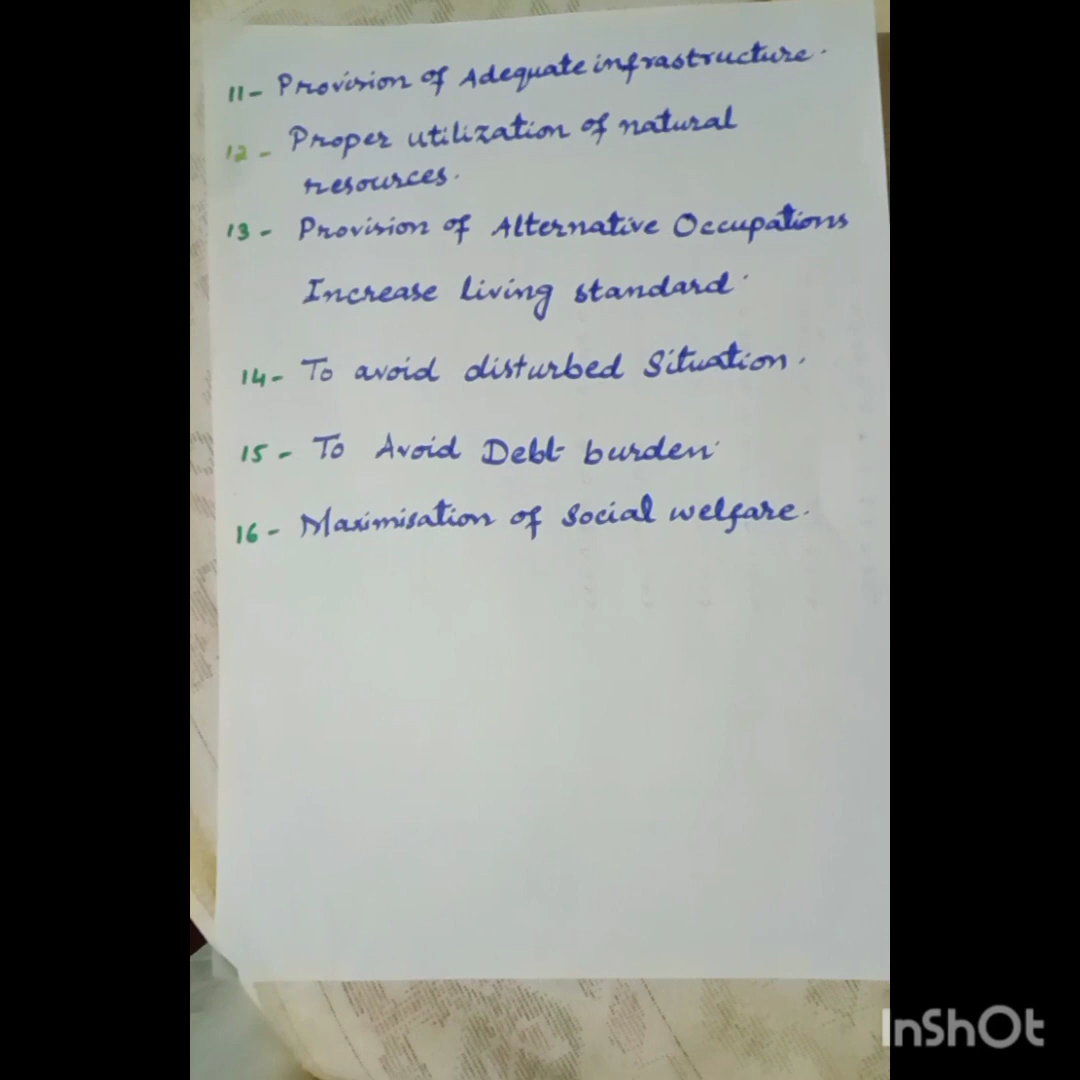 11- Provision of Adequate infrastructure.
12- Proper utilization of natural
resources.
13- Provision of Alternative Occupations
Increase living standard.
14- To avoid disturbed Situation.
15- To Avoid Debt burden.
16- Maximisation of Social welfare.
InShOt